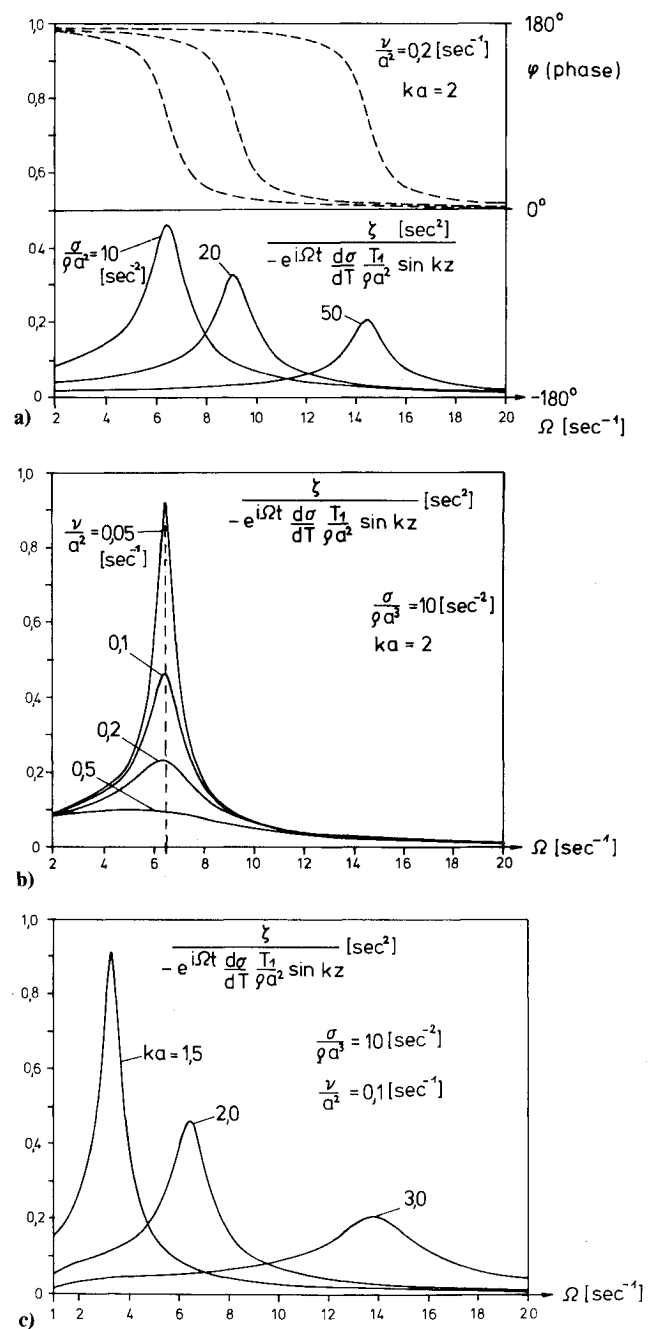 1,0
0,8
0,6
0,4
0,2
0
180°
φ (phase)
0°
-180°
ν/a² = 0,2 [sec⁻¹]
ka = 2
σ/ρa² = 10
[sec⁻²]
20
50
ζ [sec²]
-e^iΩt dσ/dT T₁/ρa² sin kz
2 4 6 8 10 12 14 16 18 20
Ω [sec⁻¹]
a)
1,0
0,8
0,6
0,4
0,2
0
ζ/(-e^iΩt dσ/dT T₁/ρa² sin kz) [sec²]
ν/a² = 0,05
[sec⁻¹]
0,1
0,2
0,5
σ/ρa³ = 10 [sec⁻²]
ka = 2
2 4 6 8 10 12 14 16 18 20
Ω [sec⁻¹]
b)
1,0
0,8
0,6
0,4
0,2
0
ζ/(-e^iΩt dσ/dT T₁/ρa² sin kz) [sec²]
σ/ρa³ = 10 [sec⁻²]
ν/a² = 0,1 [sec⁻¹]
ka = 1,5
2,0
3,0
1 2 4 6 8 10 12 14 16 18 20
Ω [sec⁻¹]
c)